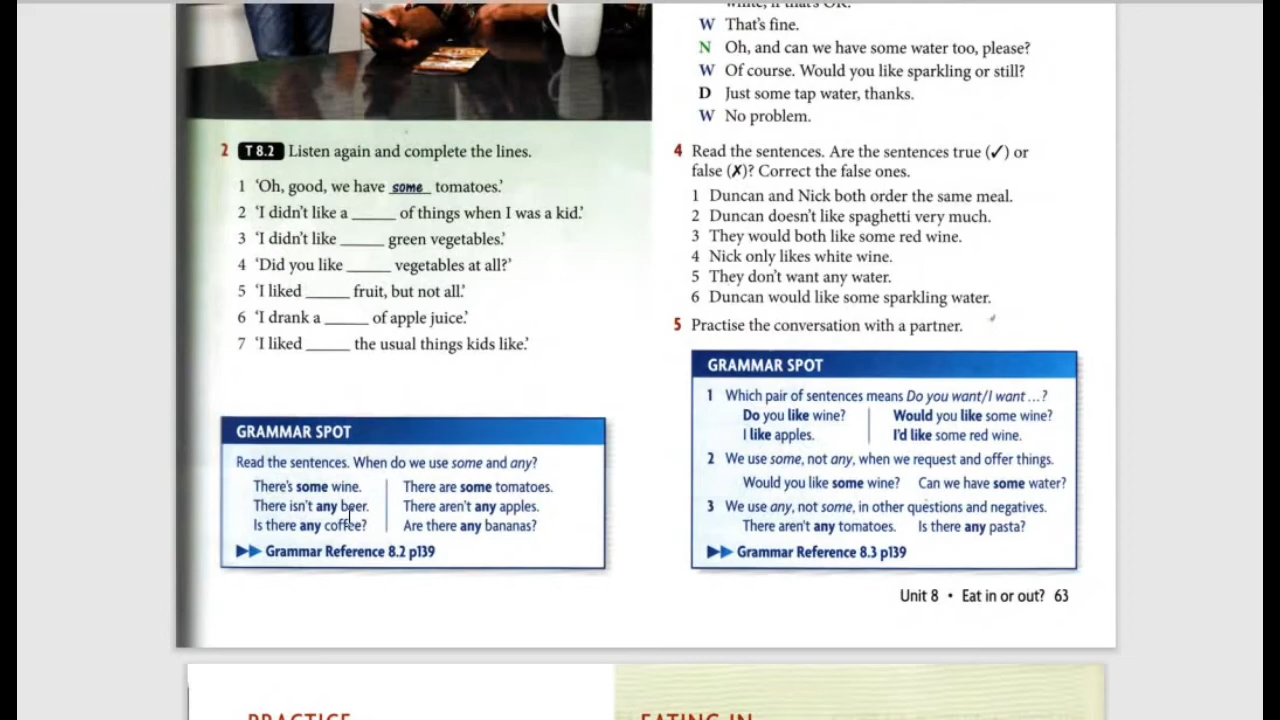 W That's fine.
N Oh, and can we have some water too, please?
W Of course. Would you like sparkling or still?
D Just some tap water, thanks.
W No problem.
2 T 8.2 Listen again and complete the lines.
1 'Oh, good, we have some tomatoes.'
2 'I didn't like a ______ of things when I was a kid.'
3 'I didn't like ______ green vegetables.'
4 'Did you like ______ vegetables at all?'
5 'I liked ______ fruit, but not all.'
6 'I drank a ______ of apple juice.'
7 'I liked ______ the usual things kids like.'
GRAMMAR SPOT
Read the sentences. When do we use some and any?
There's some wine. There are some tomatoes.
There isn't any beer. There aren't any apples.
Is there any coffee? Are there any bananas?
▶▶ Grammar Reference 8.2 p139
4 Read the sentences. Are the sentences true (✓) or
false (✗)? Correct the false ones.
1 Duncan and Nick both order the same meal.
2 Duncan doesn't like spaghetti very much.
3 They would both like some red wine.
4 Nick only likes white wine.
5 They don't want any water.
6 Duncan would like some sparkling water.
5 Practise the conversation with a partner.
GRAMMAR SPOT
1 Which pair of sentences means Do you want/I want ...?
Do you like wine? Would you like some wine?
I like apples. I'd like some red wine.
2 We use some, not any, when we request and offer things.
Would you like some wine? Can we have some water?
3 We use any, not some, in other questions and negatives.
There aren't any tomatoes. Is there any pasta?
▶▶ Grammar Reference 8.3 p139
Unit 8 • Eat in or out? 63
PRACTICE
EATING IN